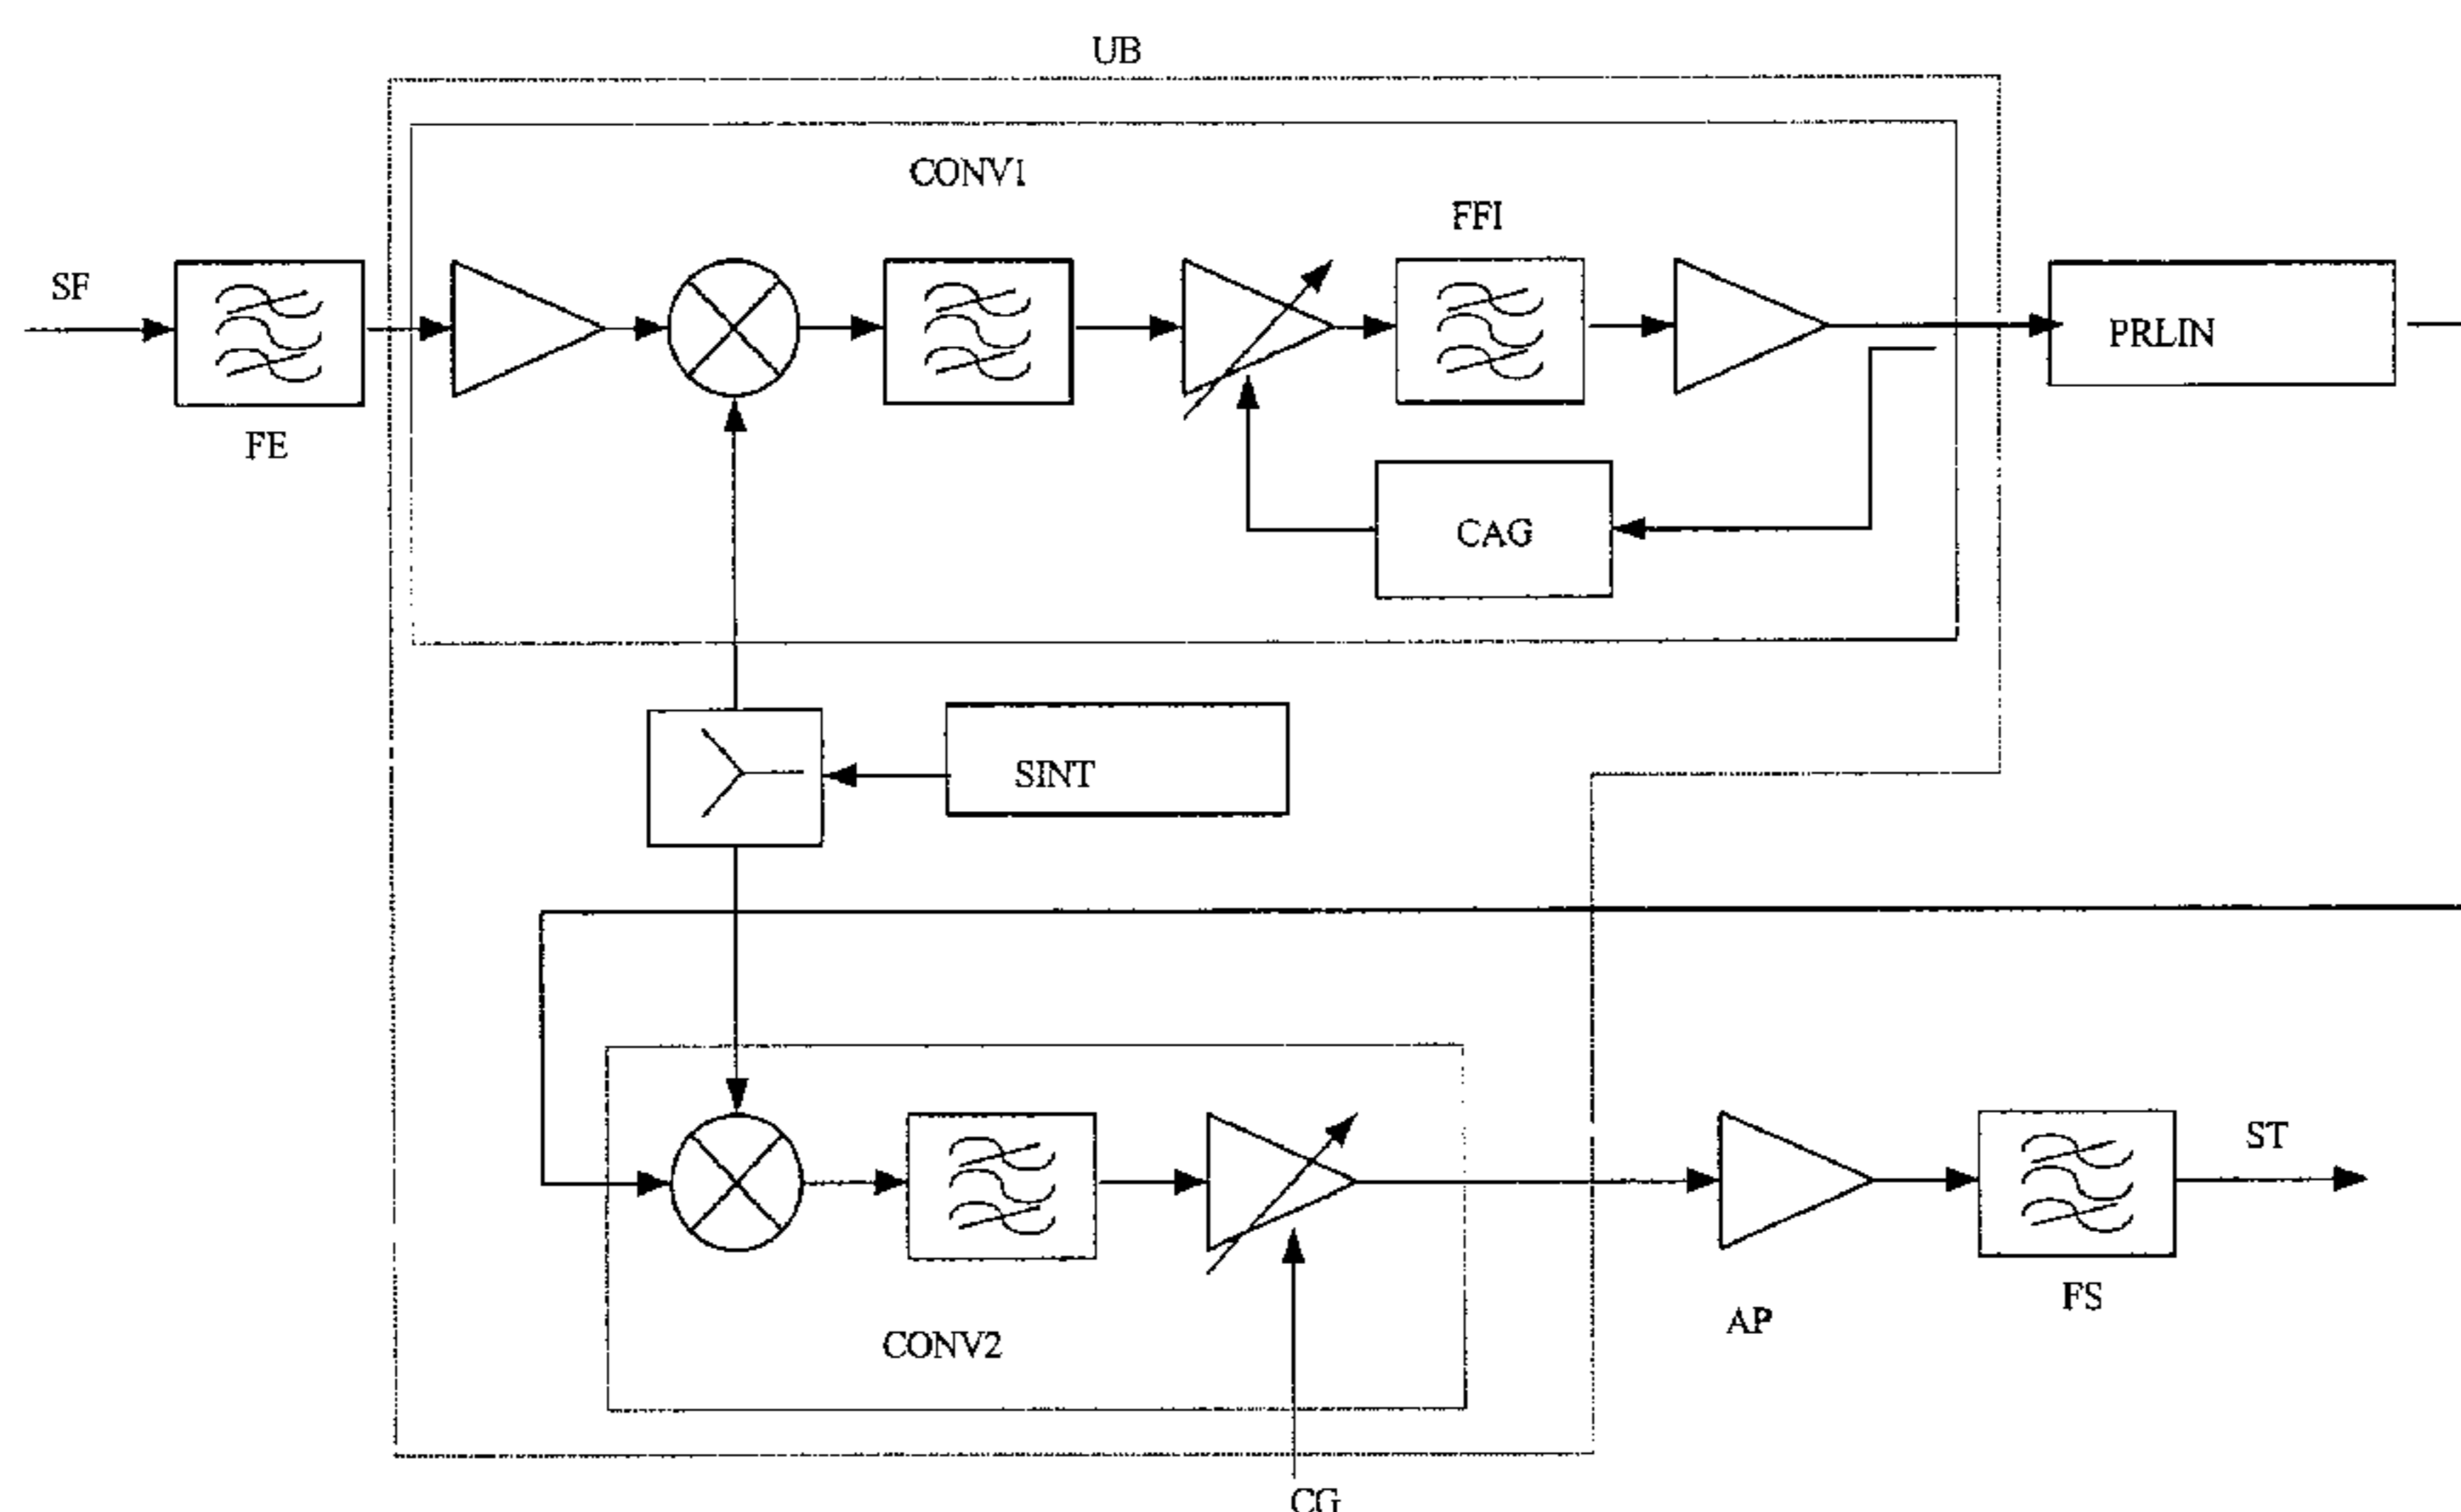 UB
CONV1
FFI
SF
PRLIN
FE
CAG
SINT
ST
FS
AP
CONV2
CG